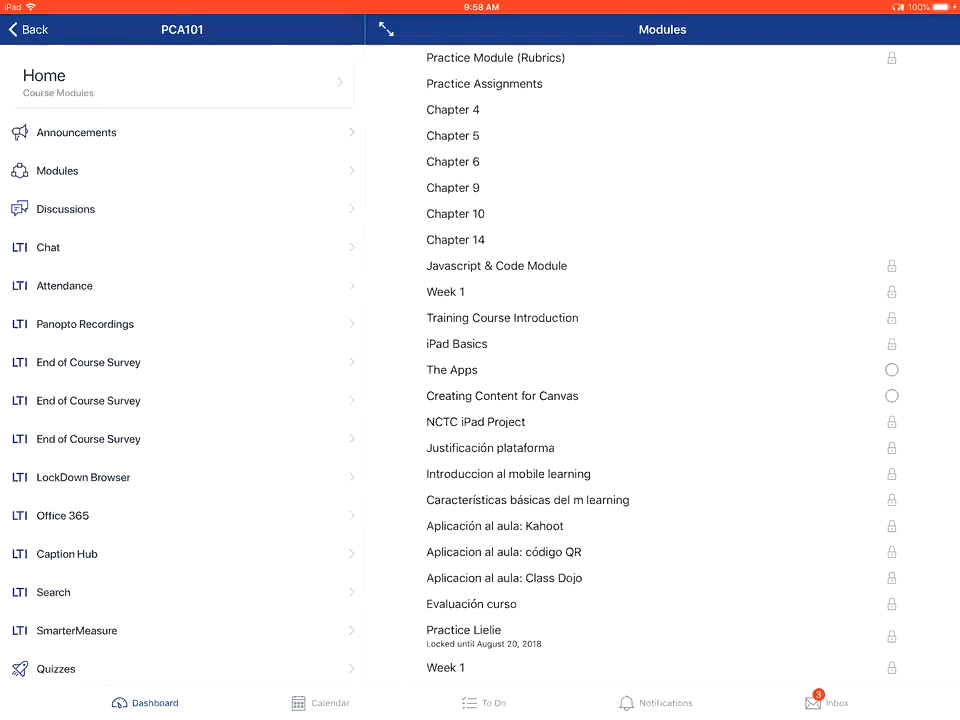 iPad 9:58 AM 100%
Back PCA101 Modules
Home
Course Modules
Announcements
Modules
Discussions
LTI Chat
LTI Attendance
LTI Panopto Recordings
LTI End of Course Survey
LTI End of Course Survey
LTI End of Course Survey
LTI LockDown Browser
LTI Office 365
LTI Caption Hub
LTI Search
LTI SmarterMeasure
Quizzes
Practice Module (Rubrics)
Practice Assignments
Chapter 4
Chapter 5
Chapter 6
Chapter 9
Chapter 10
Chapter 14
Javascript & Code Module
Week 1
Training Course Introduction
iPad Basics
The Apps
Creating Content for Canvas
NCTC iPad Project
Justificación plataforma
Introduccion al mobile learning
Características básicas del m learning
Aplicación al aula: Kahoot
Aplicacion al aula: código QR
Aplicacion al aula: Class Dojo
Evaluación curso
Practice Lielie
Locked until August 20, 2018
Week 1
Dashboard Calendar To Do Notifications 3 Inbox